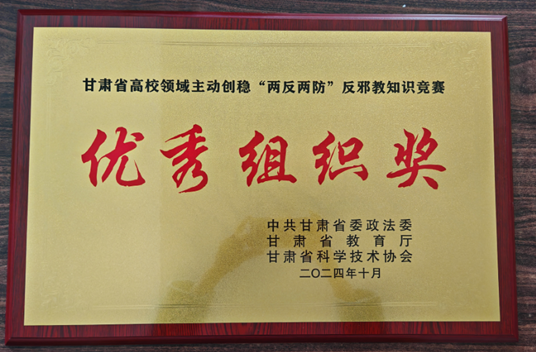 甘肃省高校领域主动创稳“两反两防”反邪教知识竞赛
优秀组织奖
中共甘肃省委政法委
甘肃省教育厅
甘肃省科学技术协会
二〇二四年十月